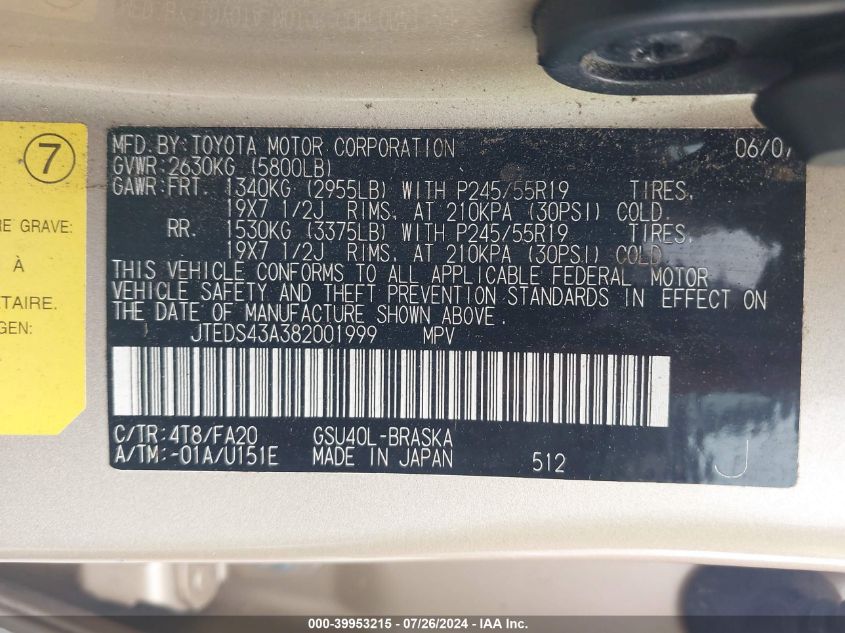 7
MFD. BY: TOYOTA MOTOR CORPORATION 06/07
GVWR: 2630KG (5800LB)
GAWR: FRT. 1340KG (2955LB) WITH P245/55R19 TIRES,
19X7 1/2J RIMS, AT 210KPA (30PSI) COLD.
RR. 1530KG (3375LB) WITH P245/55R19 TIRES,
19X7 1/2J RIMS, AT 210KPA (30PSI) COLD.
THIS VEHICLE CONFORMS TO ALL APPLICABLE FEDERAL MOTOR
VEHICLE SAFETY AND THEFT PREVENTION STANDARDS IN EFFECT ON
THE DATE OF MANUFACTURE SHOWN ABOVE.
JTEDS43A382001999 MPV
C/TR: 4T8/FA20 GSU40L-BRASKA
A/TM: -01A/U151E MADE IN JAPAN 512 J
RE GRAVE:
À
ÉTAIRE.
GEN:
000-39953215 - 07/26/2024 - IAA Inc.